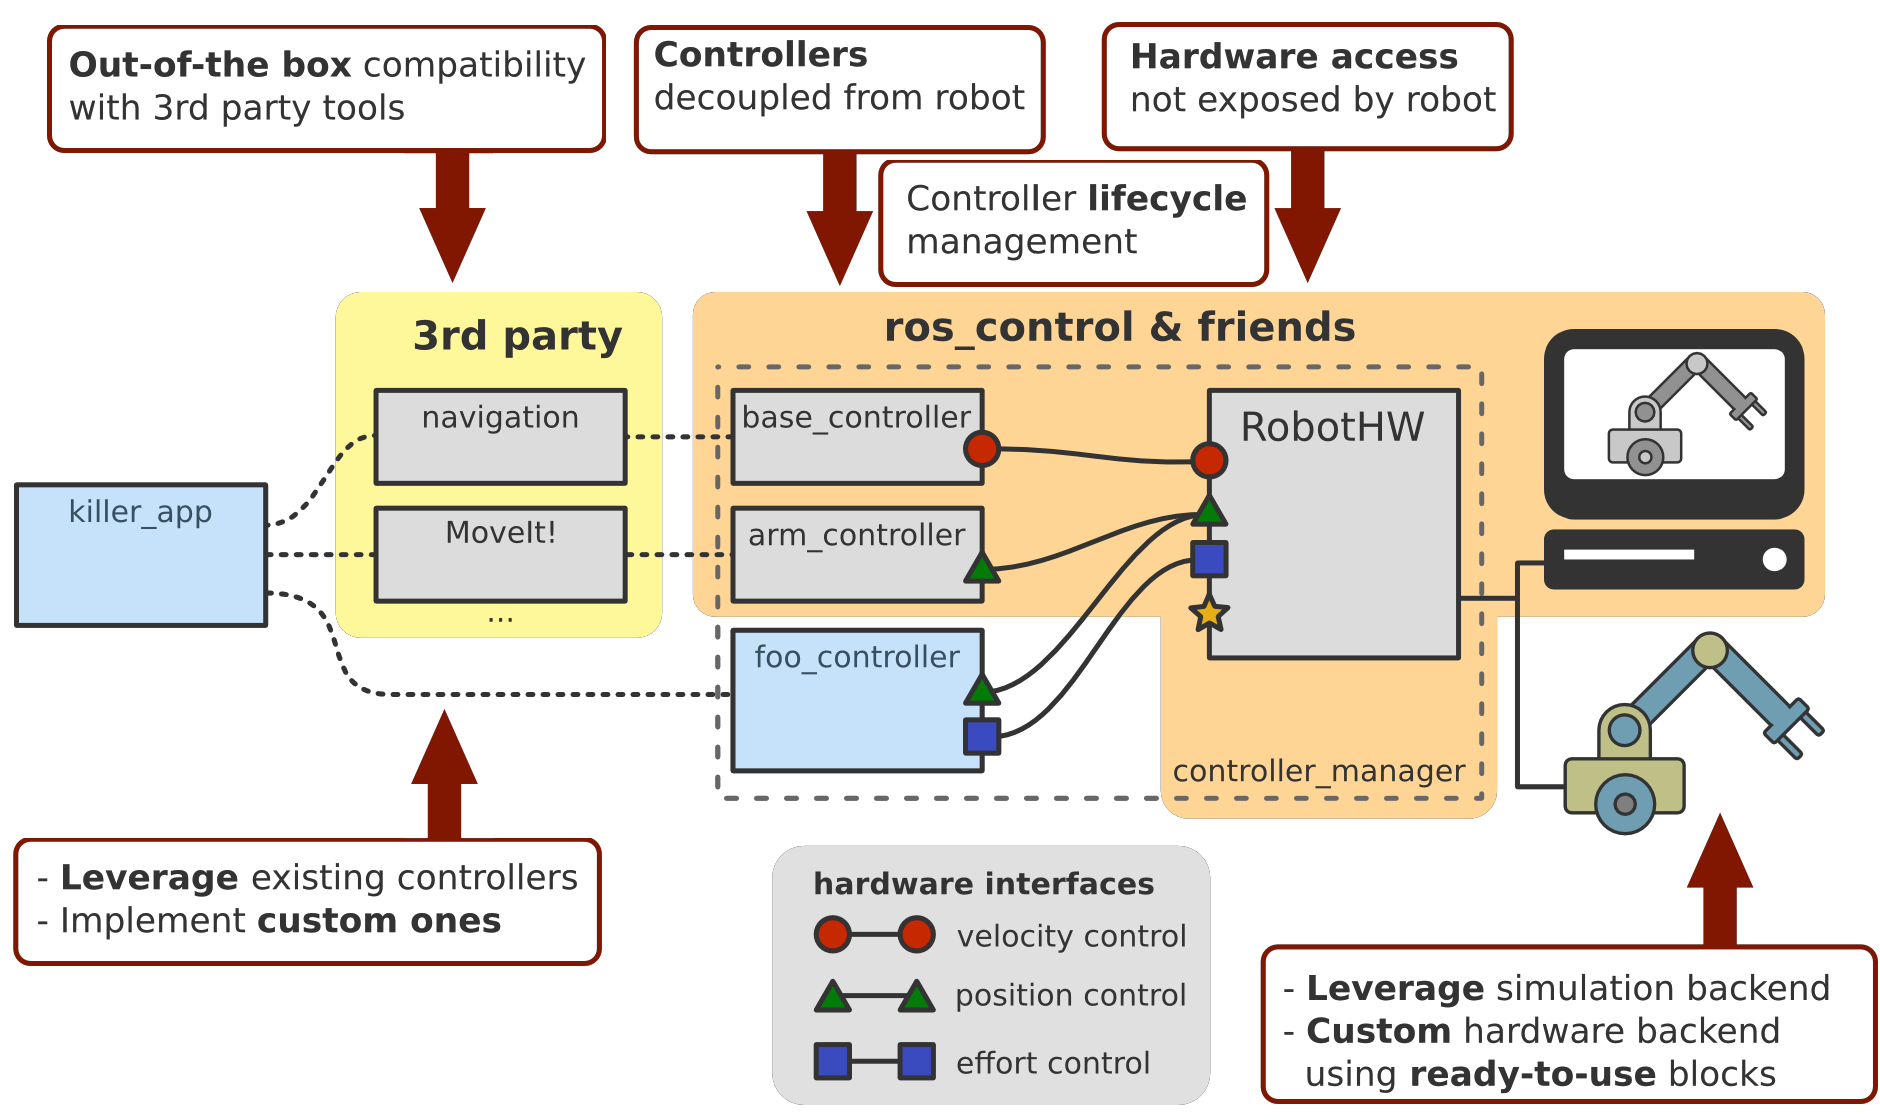 Out-of-the box compatibility
with 3rd party tools
Controllers
decoupled from robot
Hardware access
not exposed by robot
Controller lifecycle
management
3rd party
ros_control & friends
navigation
base_controller
RobotHW
killer_app
MoveIt!
arm_controller
...
foo_controller
controller_manager
- Leverage existing controllers
- Implement custom ones
hardware interfaces
velocity control
position control
effort control
- Leverage simulation backend
- Custom hardware backend
using ready-to-use blocks